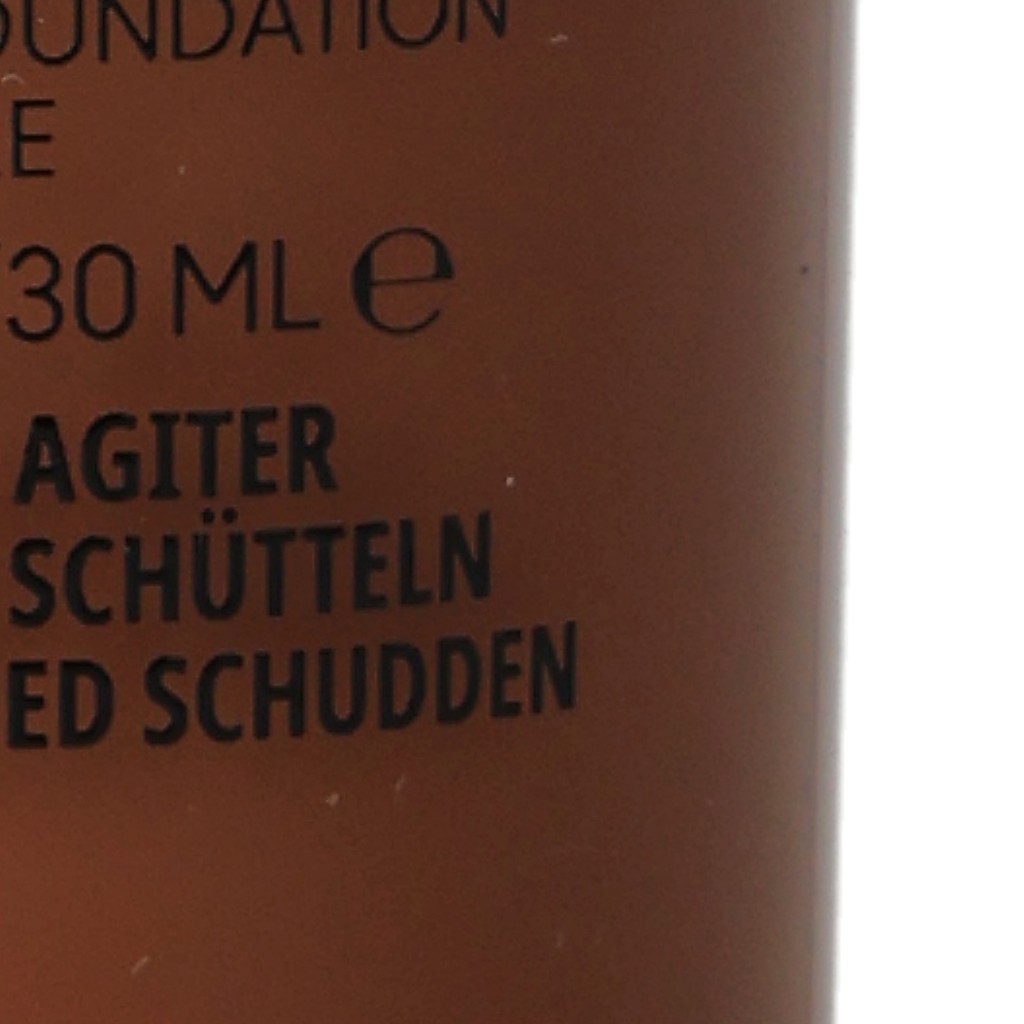 OUNDATION
E
30 ML ℮
AGITER
SCHÜTTELN
ED SCHUDDEN